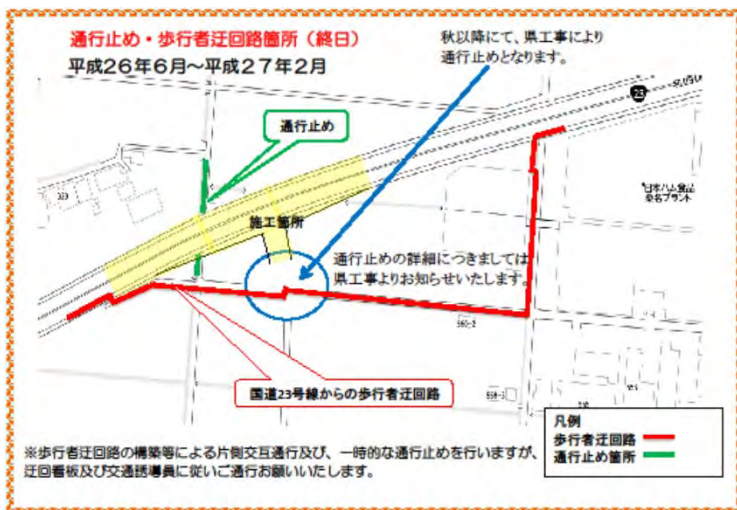 通行止め・歩行者迂回路箇所（終日）
平成26年6月～平成27年2月
秋以降にて、県工事により
通行止めとなります。
23
通行止め
日本ハム食品
桑名プラント
施工箇所
通行止めの詳細につきましては
県工事よりお知らせいたします。
560-2
国道23号線からの歩行者迂回路
凡例
歩行者迂回路
通行止め箇所
※歩行者迂回路の構築等による片側交互通行及び、一時的な通行止めを行いますが、
迂回看板及び交通誘導員に従いご通行お願いいたします。